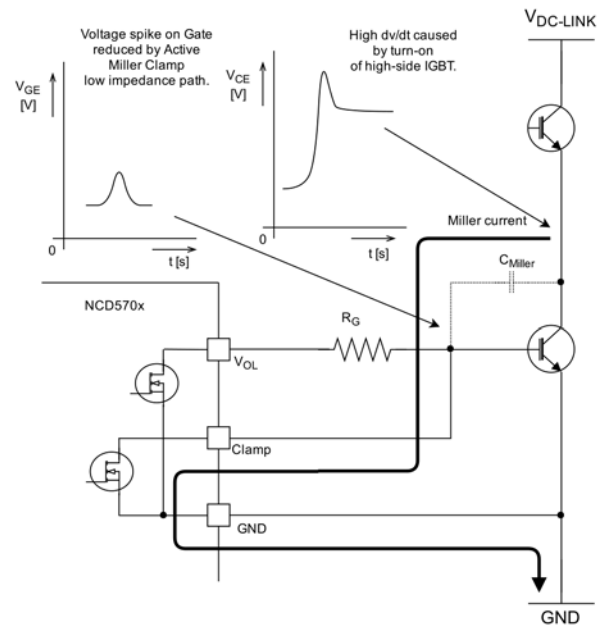 Voltage spike on Gate
reduced by Active
Miller Clamp
low impedance path.
High dv/dt caused
by turn-on
of high-side IGBT.
VDC-LINK
VGE
[V]
VCE
[V]
0
t [s]
0
t [s]
Miller current
CMiller
NCD570x
RG
VOL
Clamp
GND
GND